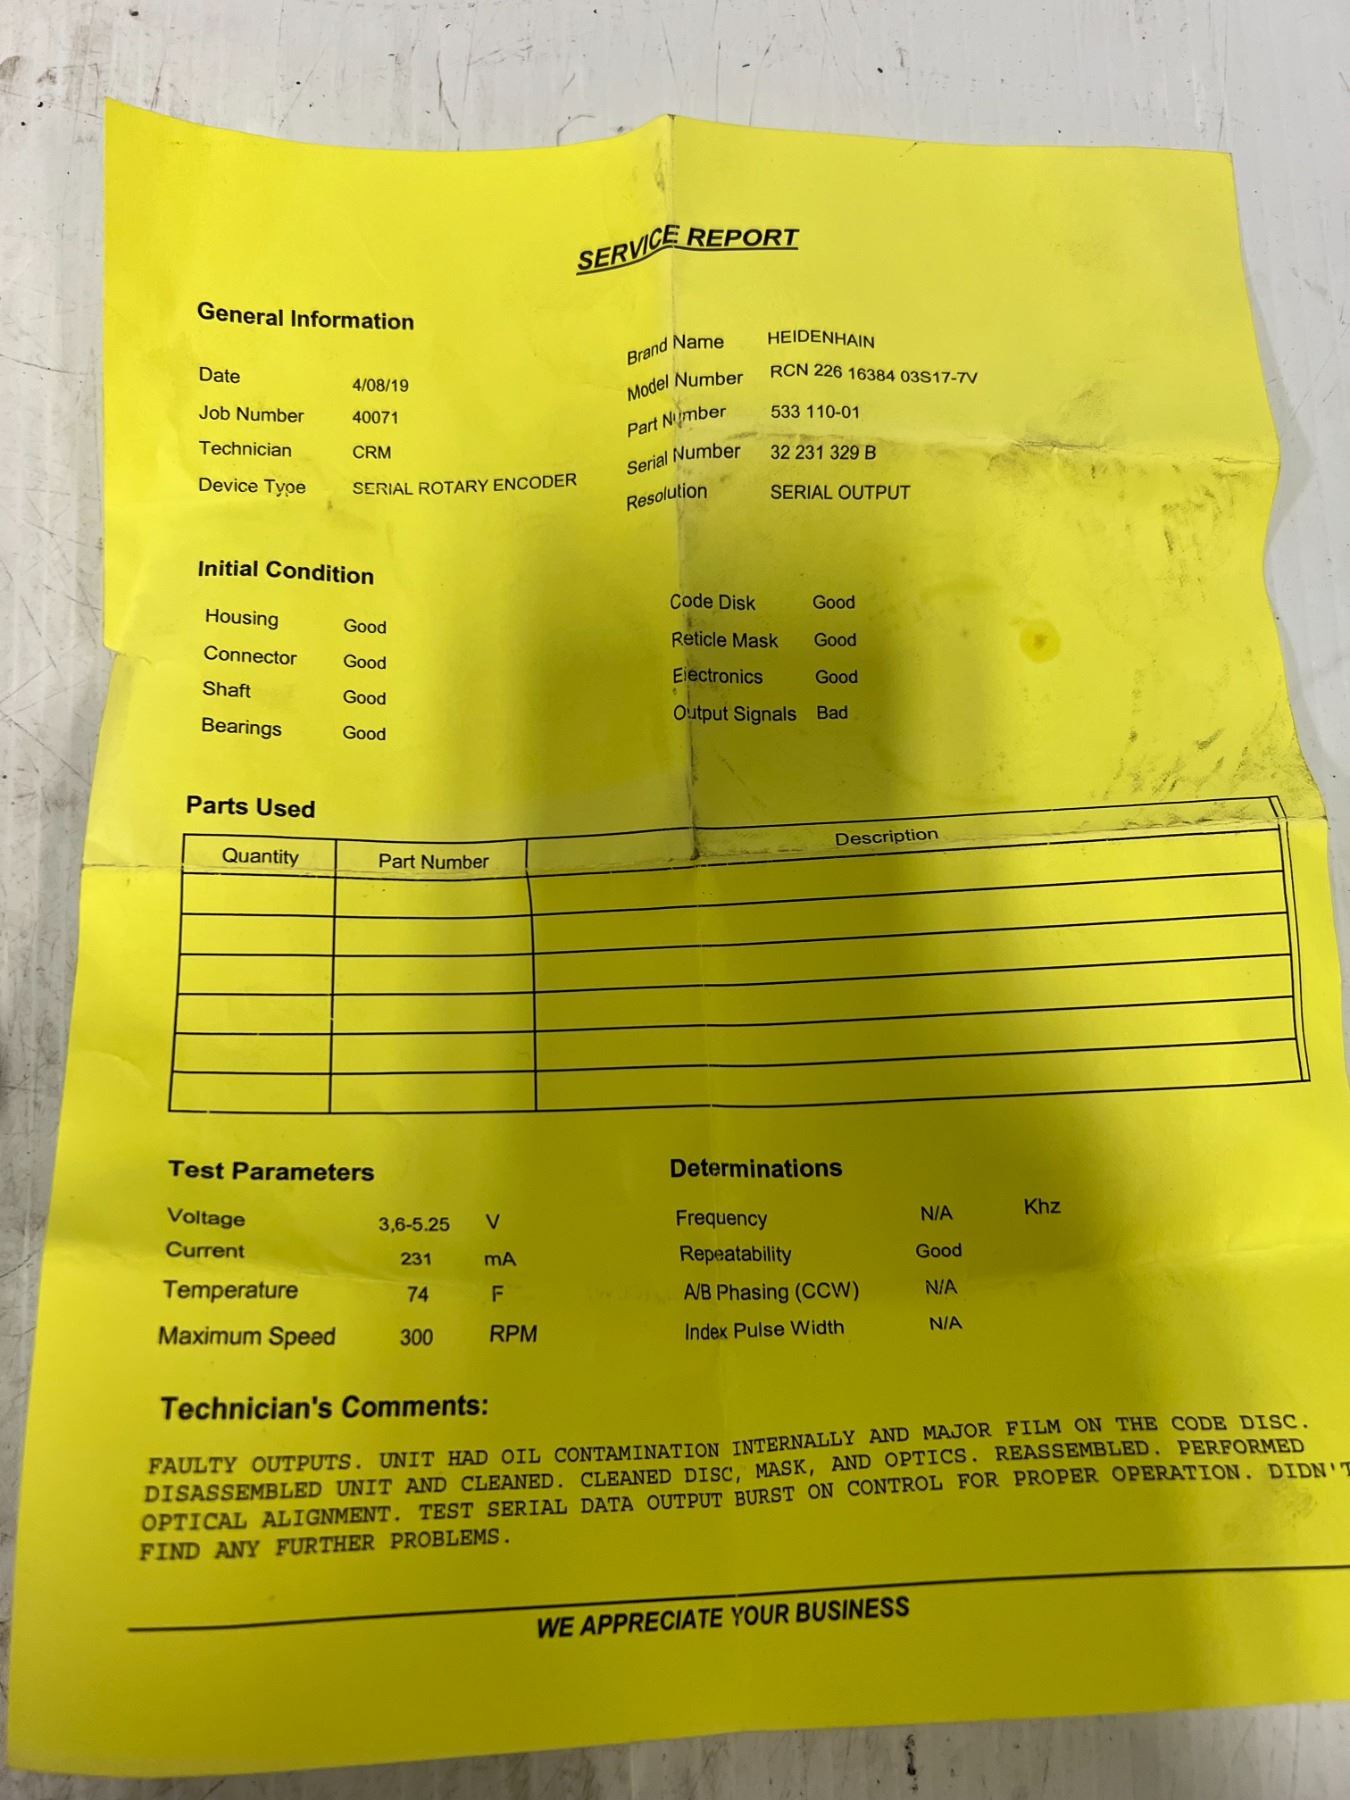 SERVICE REPORT
General Information
Date 4/08/19
Job Number 40071
Technician CRM
Device Type SERIAL ROTARY ENCODER
Brand Name HEIDENHAIN
Model Number RCN 226 16384 03S17-7V
Part Number 533 110-01
Serial Number 32 231 329 B
Resolution SERIAL OUTPUT
Initial Condition
Housing Good
Connector Good
Shaft Good
Bearings Good
Code Disk Good
Reticle Mask Good
Electronics Good
Output Signals Bad
Parts Used
Quantity Part Number Description
Test Parameters
Voltage 3,6-5.25 V
Current 231 mA
Temperature 74 F
Maximum Speed 300 RPM
Determinations
Frequency N/A Khz
Repeatability Good
A/B Phasing (CCW) N/A
Index Pulse Width N/A
Technician's Comments:
FAULTY OUTPUTS. UNIT HAD OIL CONTAMINATION INTERNALLY AND MAJOR FILM ON THE CODE DISC.
DISASSEMBLED UNIT AND CLEANED. CLEANED DISC, MASK, AND OPTICS. REASSEMBLED. PERFORMED
OPTICAL ALIGNMENT. TEST SERIAL DATA OUTPUT BURST ON CONTROL FOR PROPER OPERATION. DIDN'T
FIND ANY FURTHER PROBLEMS.
WE APPRECIATE YOUR BUSINESS